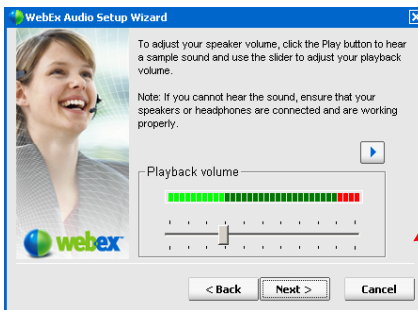 WebEx Audio Setup Wizard
To adjust your speaker volume, click the Play button to hear
a sample sound and use the slider to adjust your playback
volume.
Note: If you cannot hear the sound, ensure that your
speakers or headphones are connected and are working
properly.
Playback volume
webex
< Back
Next >
Cancel